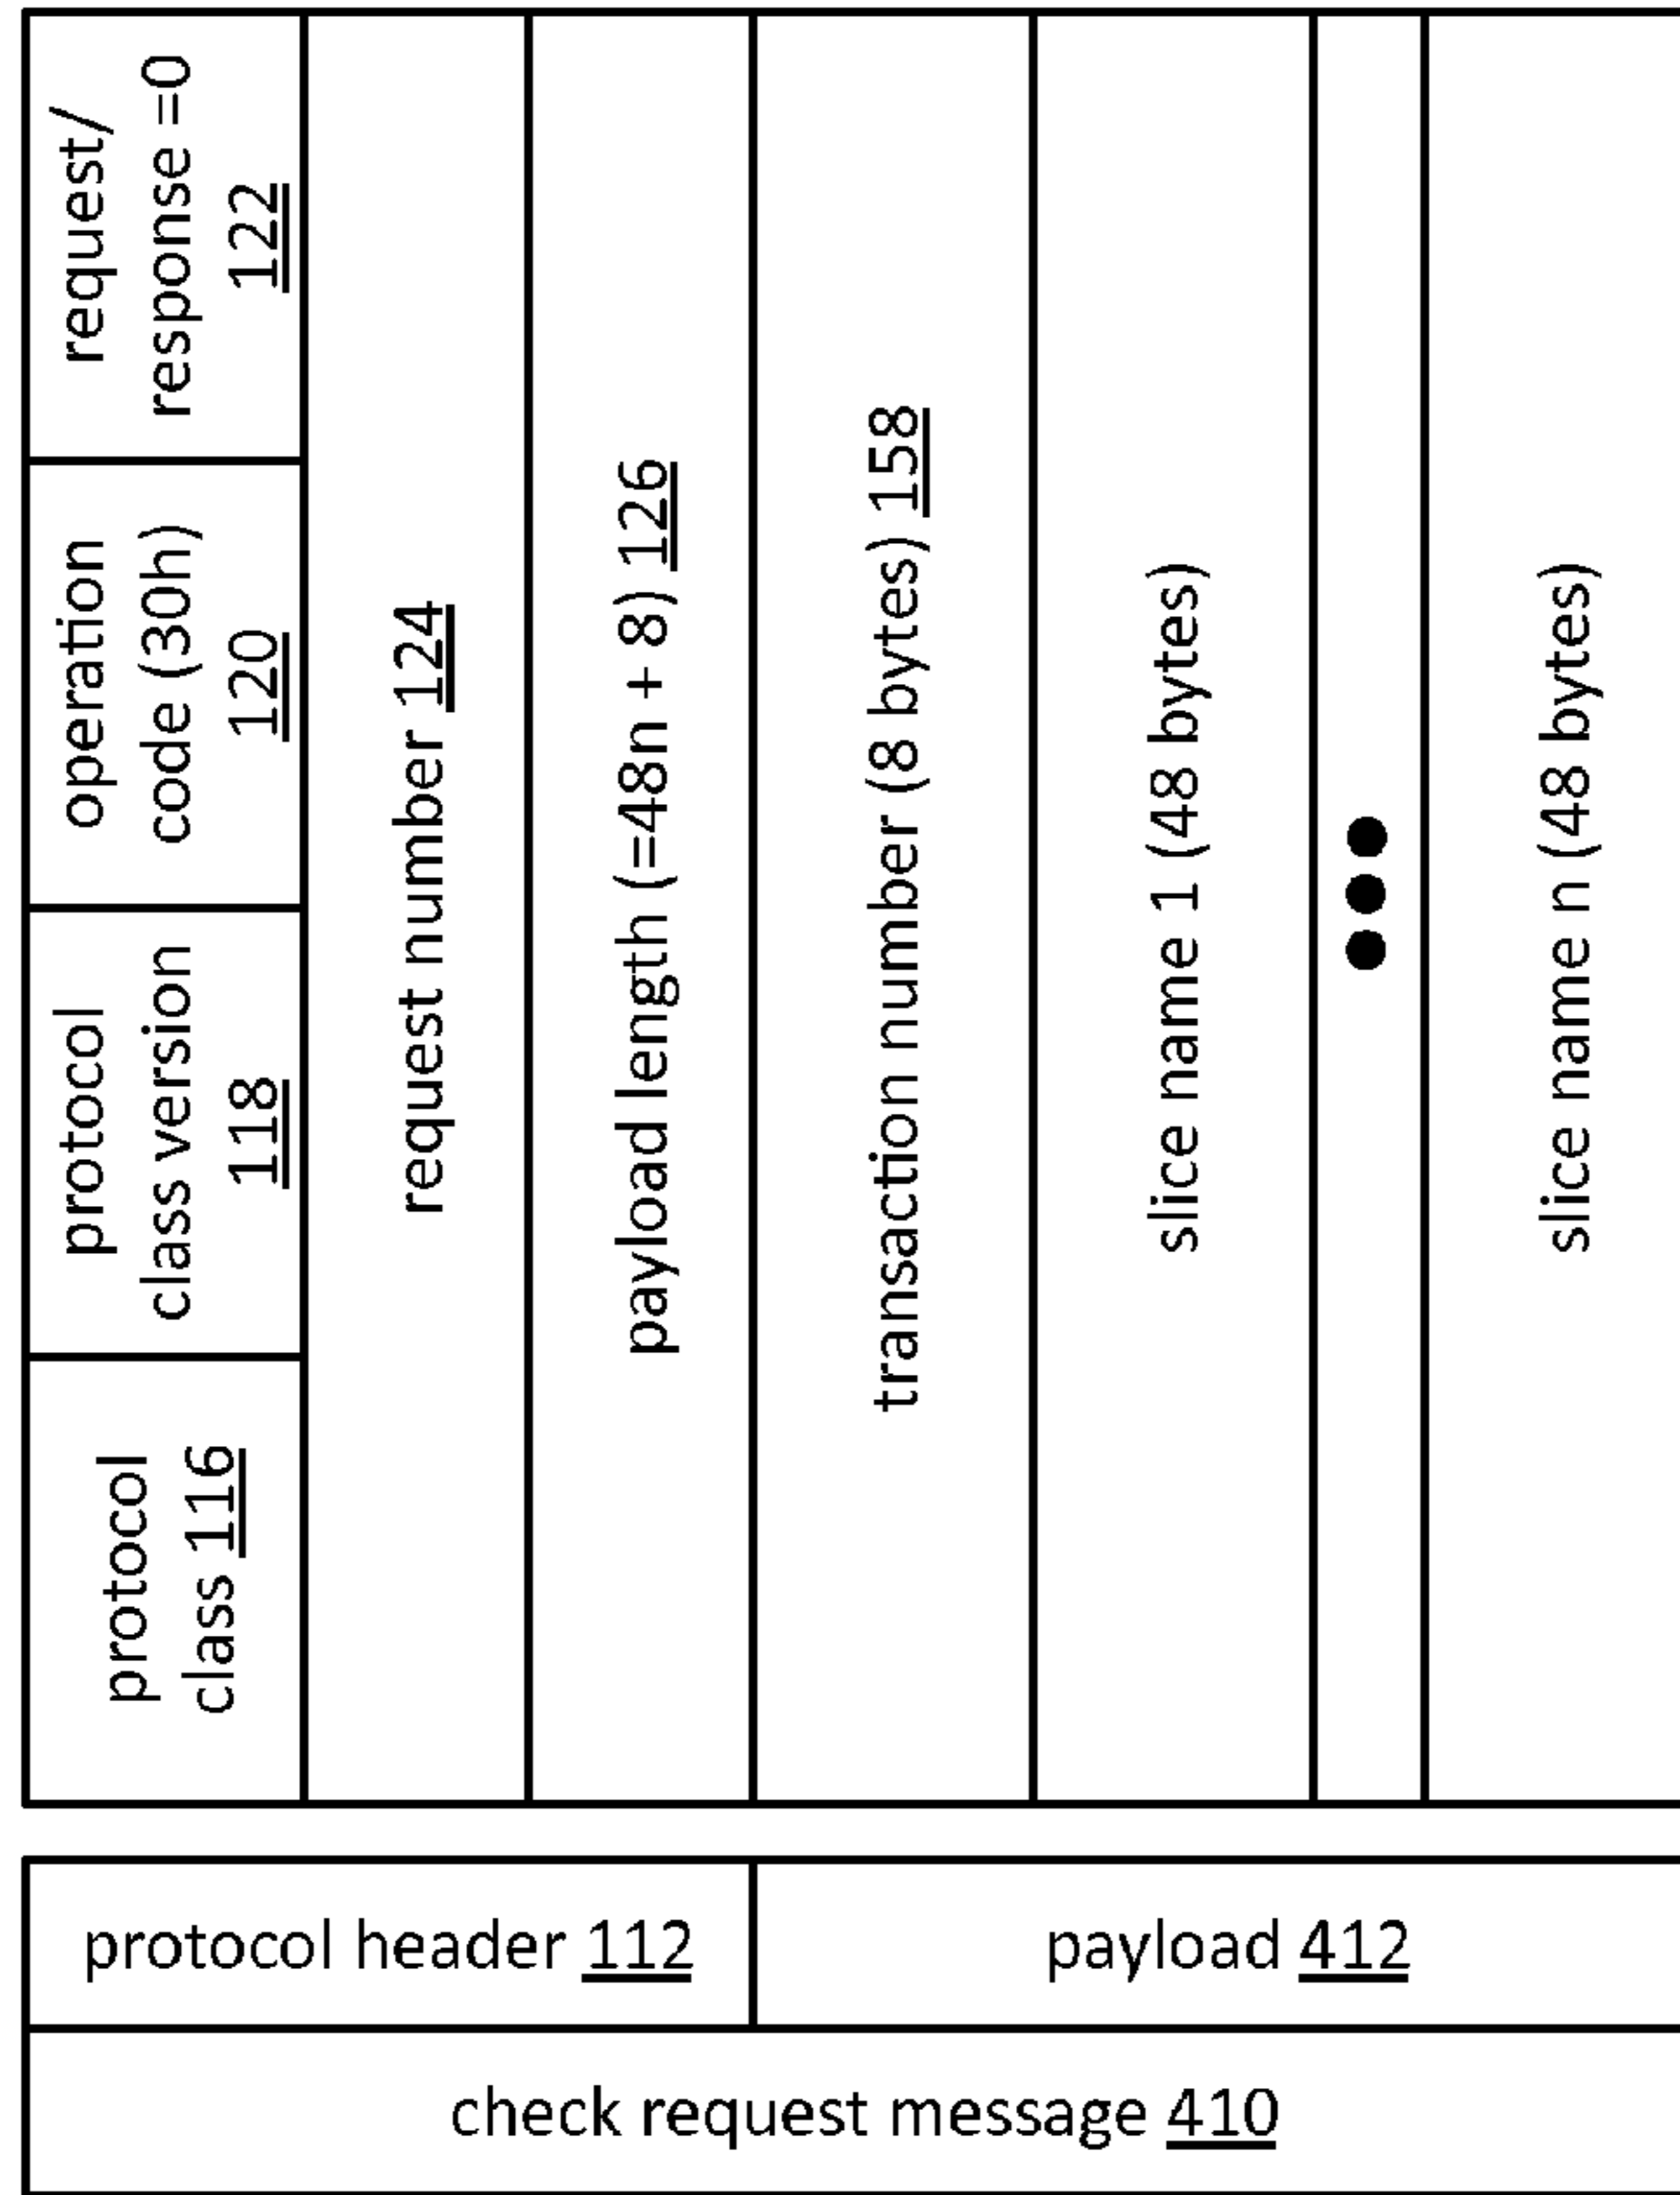 check request message 410
protocol header 112
payload 412
protocol
class 116
protocol
class version
118
operation
code (30h)
120
request/
response =0
122
request number 124
payload length (=48n + 8) 126
transaction number (8 bytes) 158
slice name 1 (48 bytes)
slice name n (48 bytes)